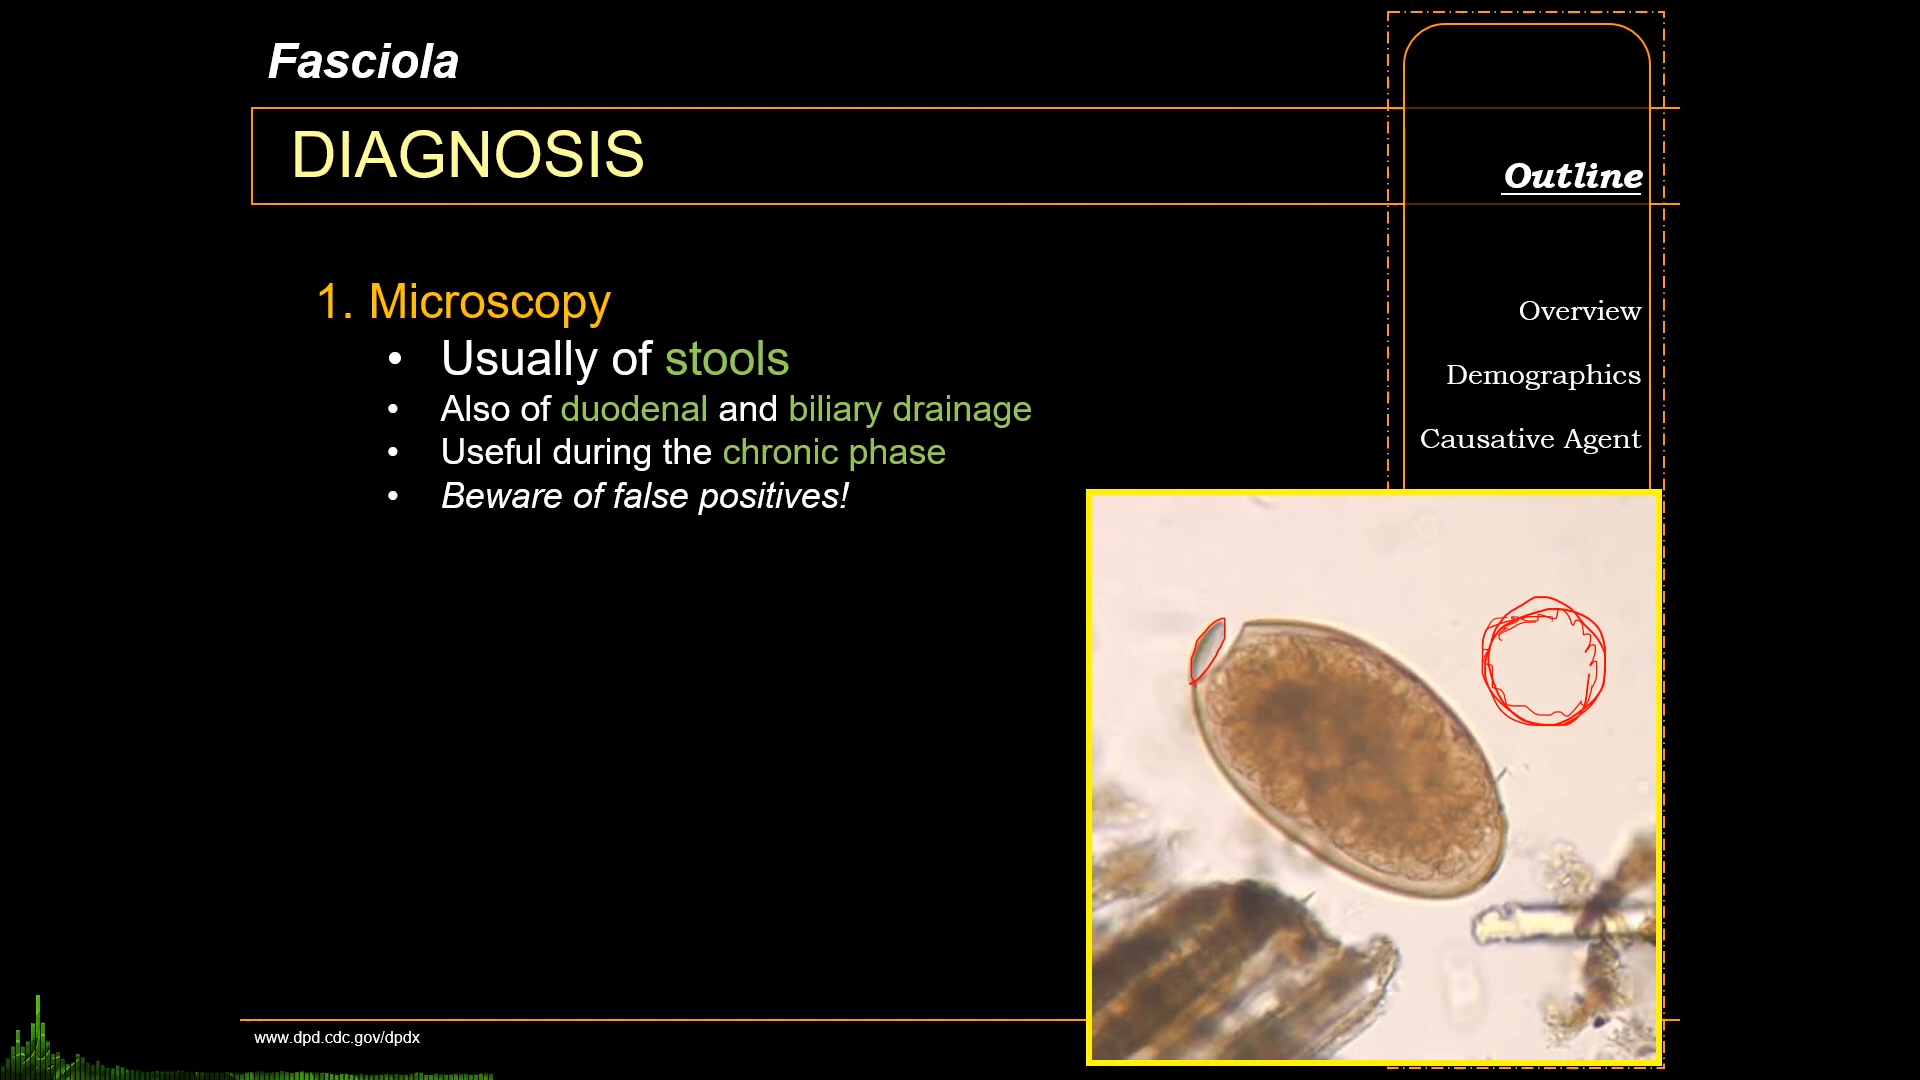 Fasciola
DIAGNOSIS
1. Microscopy
• Usually of stools
• Also of duodenal and biliary drainage
• Useful during the chronic phase
• Beware of false positives!
Outline
Overview
Demographics
Causative Agent
www.dpd.cdc.gov/dpdx